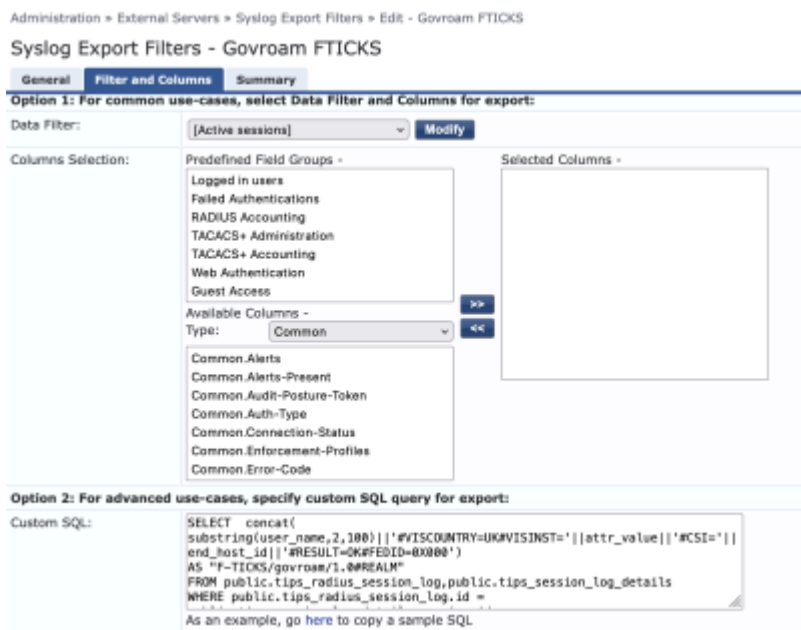 Administration » External Servers » Syslog Export Filters » Edit - Govroam FTICKS
Syslog Export Filters - Govroam FTICKS
General Filter and Columns Summary
Option 1: For common use-cases, select Data Filter and Columns for export:
Data Filter: [Active sessions] Modify
Columns Selection: Predefined Field Groups - Selected Columns -
Logged in users
Failed Authentications
RADIUS Accounting
TACACS+ Administration
TACACS+ Accounting
Web Authentication
Guest Access
>>
Available Columns -
Type: Common <<
Common.Alerts
Common.Alerts-Present
Common.Audit-Posture-Token
Common.Auth-Type
Common.Connection-Status
Common.Enforcement-Profiles
Common.Error-Code
Option 2: For advanced use-cases, specify custom SQL query for export:
Custom SQL: SELECT concat(
substring(user_name,2,100)||'#VISCOUNTRY=UK#VISINST='||attr_value||'#CSI='||
end_host_id||'#RESULT=OK#FEDID=0X000')
AS "F-TICKS/govroam/1.0#REALM"
FROM public.tips_radius_session_log,public.tips_session_log_details
WHERE public.tips_radius_session_log.id =
As an example, go here to copy a sample SQL